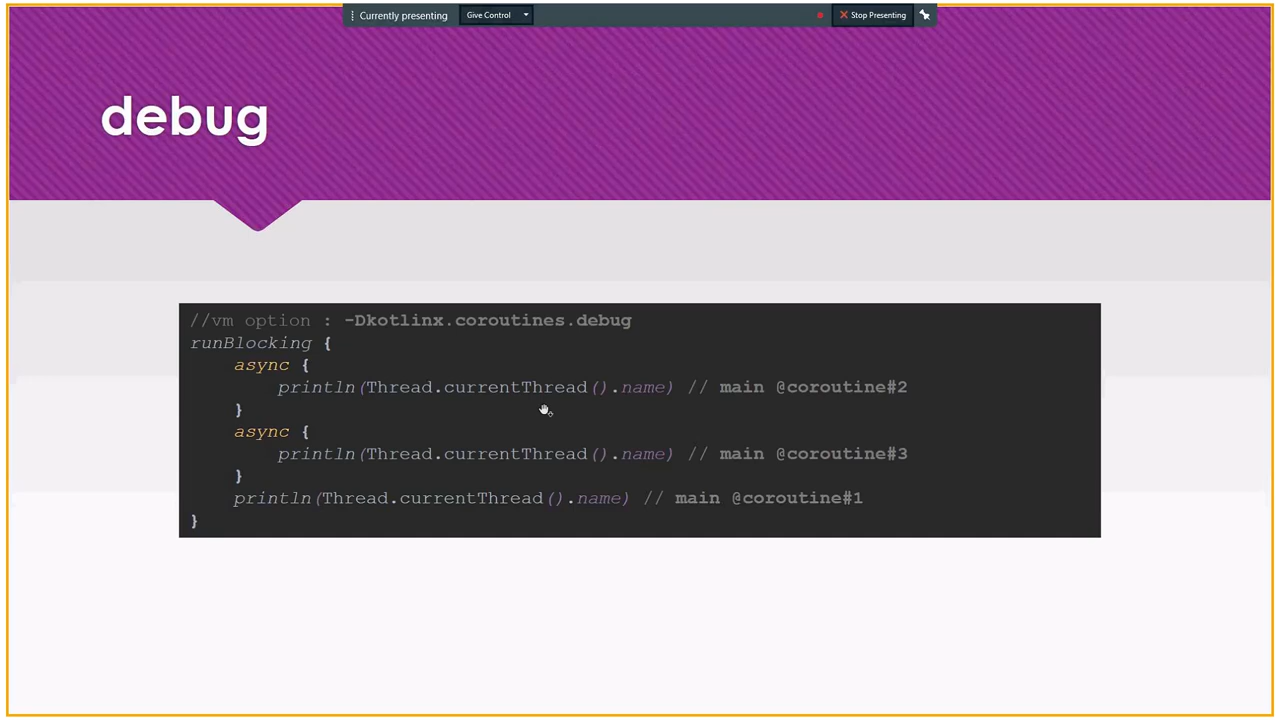 Currently presenting
Give Control
Stop Presenting
debug
//vm option : -Dkotlinx.coroutines.debug
runBlocking {
    async {
        println(Thread.currentThread().name) // main @coroutine#2
    }
    async {
        println(Thread.currentThread().name) // main @coroutine#3
    }
    println(Thread.currentThread().name) // main @coroutine#1
}